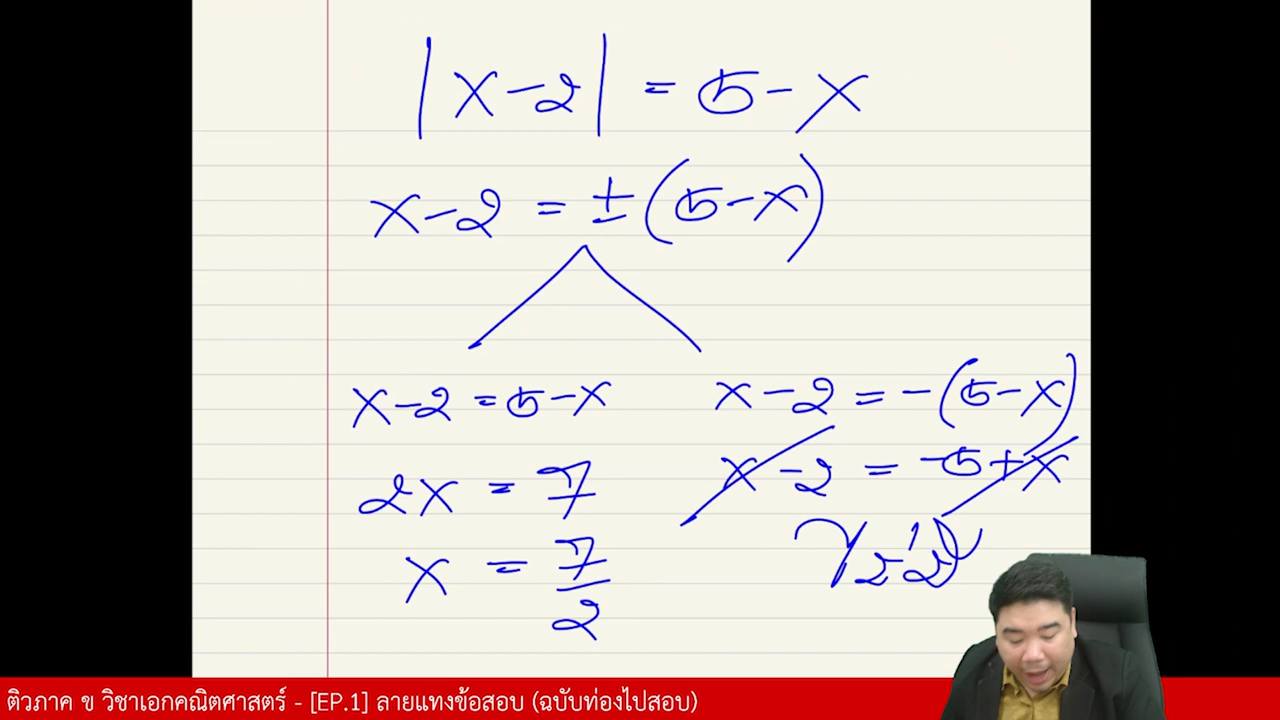 |x-2| = 5-x
x-2 = ±(5-x)
x-2 = 5-x
x-2 = -(5-x)
2x = 7
x-2 = -5+x
x = 7/2
ติวภาค ข วิชาเอกคณิตศาสตร์ - [EP.1] ลายแทงข้อสอบ (ฉบับท่องไปสอบ)